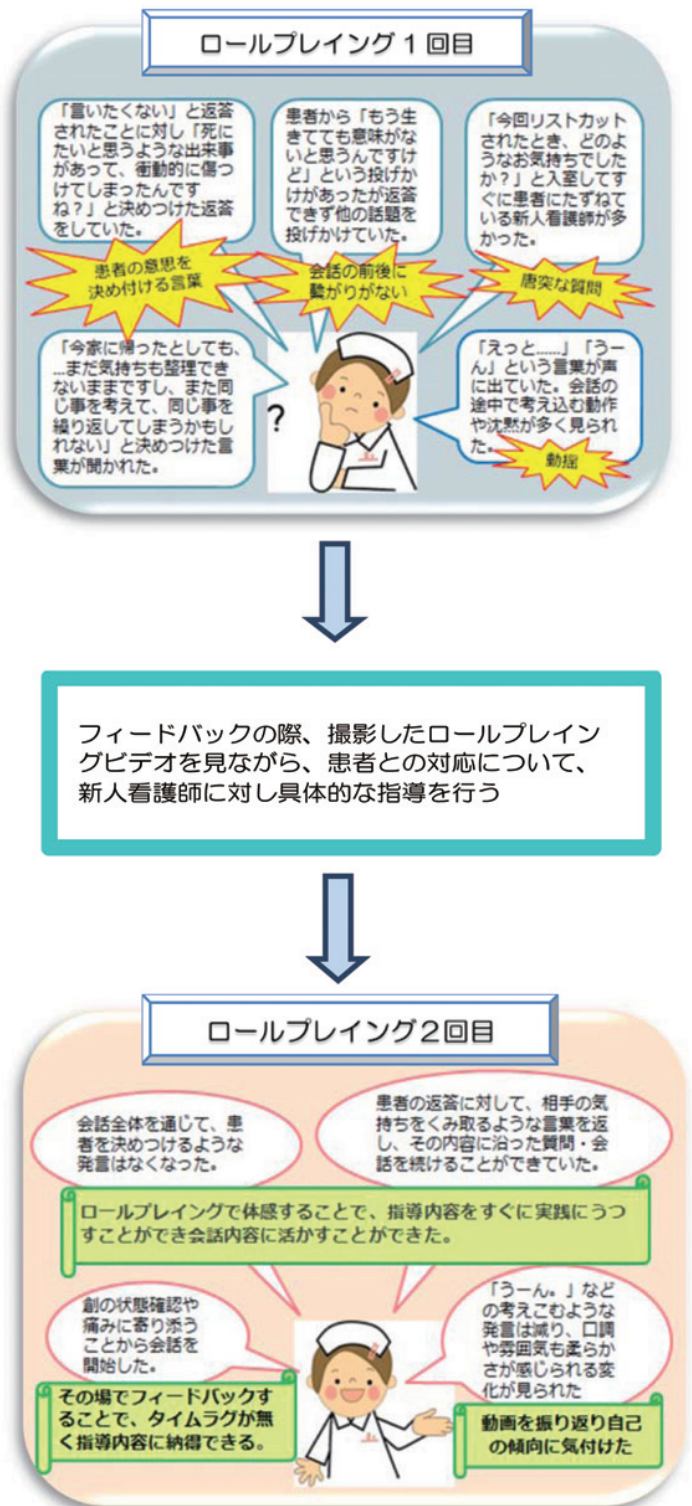 ロールプレイング１回目
「言いたくない」と返答
されたことに対し「死に
たいと思うような出来事
があって、衝動的に傷つ
けてしまったんです
ね？」と決めつけた返答
をしていた。
患者の意思を
決め付ける言葉
患者から「もう生
きてても意味がな
いと思うんですけ
ど」という投げか
けがあったが返答
できず他の話題を
投げかけていた。
会話の前後に
繋がりがない
「今回リストカット
されたとき、どのよ
うなお気持ちでした
か？」と入室してす
ぐに患者にたずねて
いる新人看護師が多
かった。
唐突な質問
「今家に帰ったとしても、
…まだ気持ちも整理でき
ないままですし、また同
じ事を考えて、同じ事を
繰り返してしまうかもし
れない」と決めつけた言
葉が聞かれた。
?
「えっと……」「うー
ん」という言葉が声
に出ていた。会話の
途中で考え込む動作
や沈黙が多く見られ
た。
動揺
フィードバックの際、撮影したロールプレイン
グビデオを見ながら、患者との対応について、
新人看護師に対し具体的な指導を行う
ロールプレイング２回目
会話全体を通じて、患
者を決めつけるような
発言はなくなった。
患者の返答に対して、相手の気
持ちをくみ取るような言葉を返
し、その内容に沿った質問・会
話を続けることができていた。
ロールプレイングで体感することで、指導内容をすぐに実践にうつ
すことができ会話内容に活かすことができた。
創の状態確認や
痛みに寄り添う
ことから会話を
開始した。
その場でフィードバックす
ることで、タイムラグが無
く指導内容に納得できる。
「うーん。」など
の考えこむような
発言は減り、口調
や雰囲気も柔らか
さが感じられる変
化が見られた
動画を振り返り自己
の傾向に気付けた